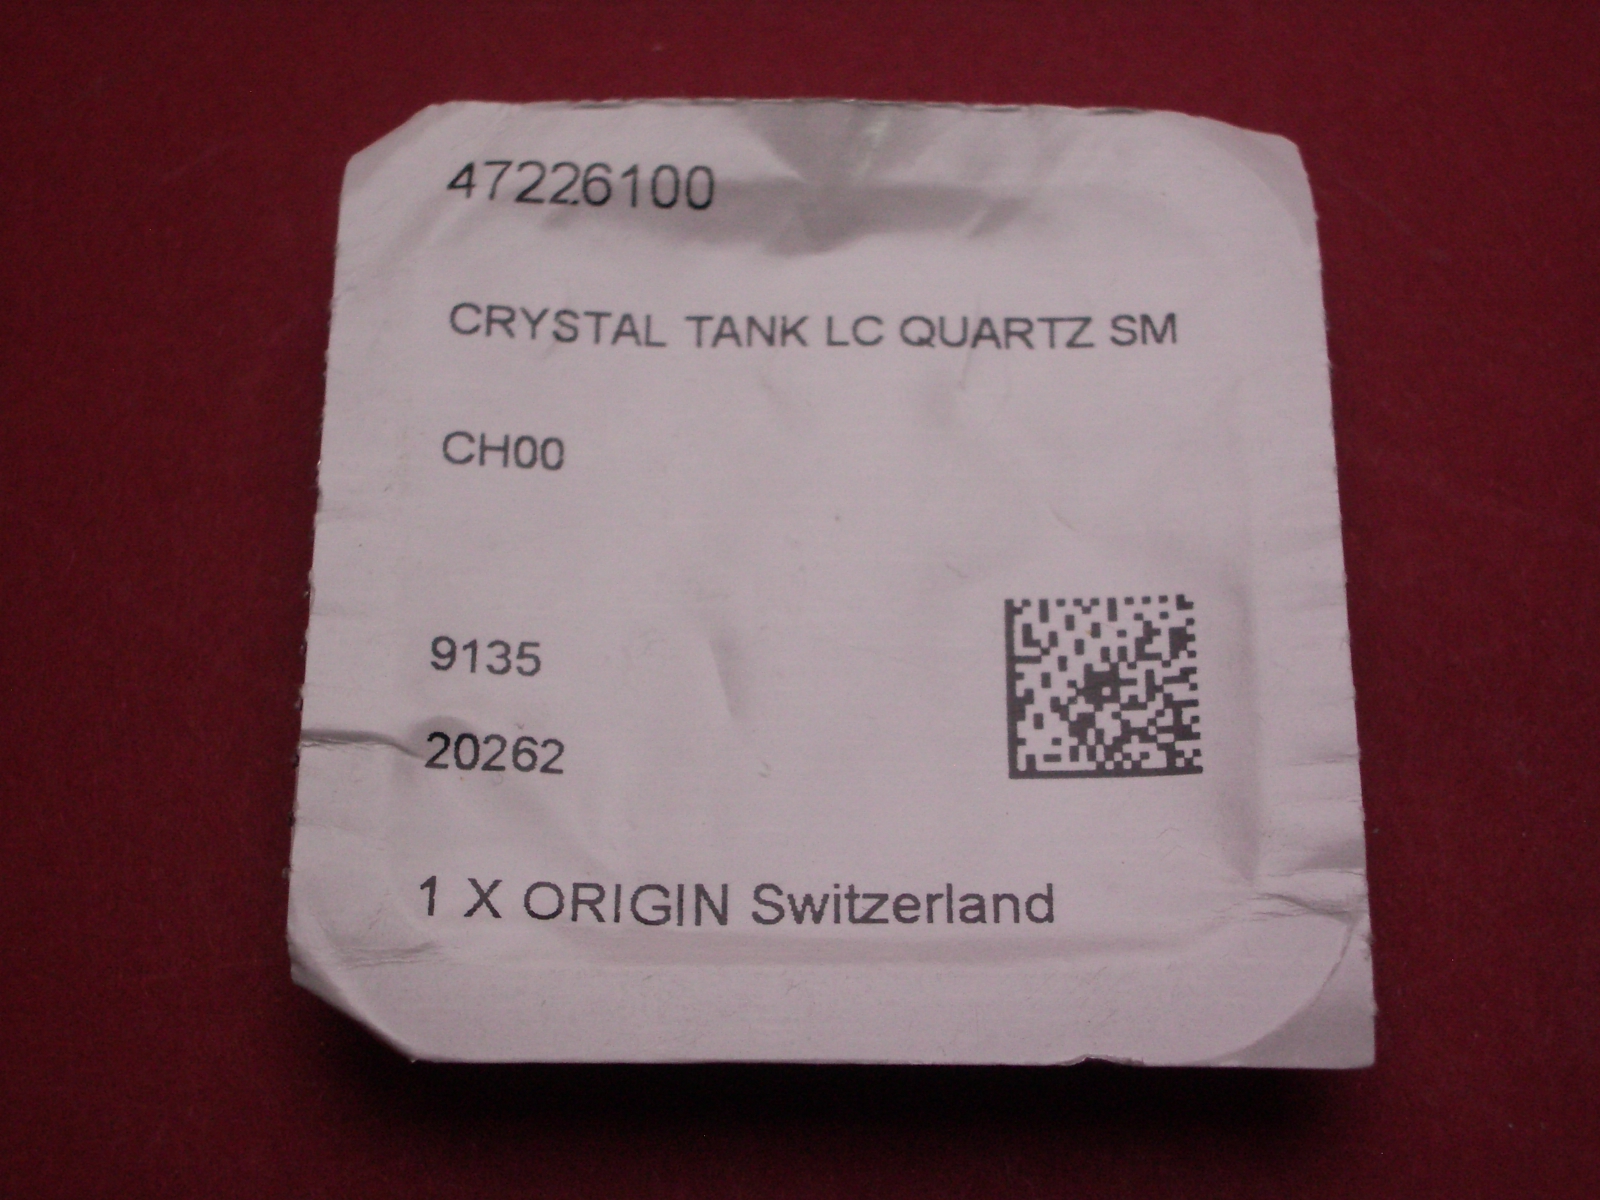 47226100
CRYSTAL TANK LC QUARTZ SM
CH00
9135
20262
1 X ORIGIN Switzerland